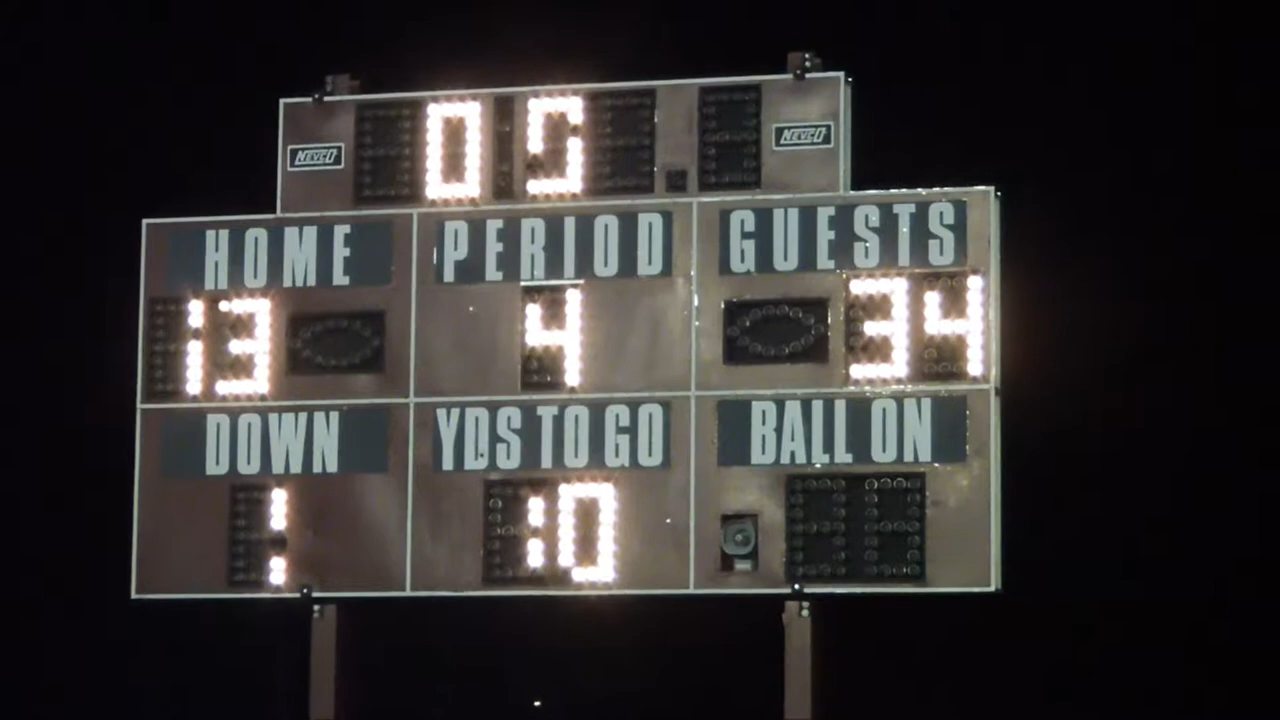 05
NEVCO NEVCO
HOME PERIOD GUESTS
13 4 34
DOWN YDS TO GO BALL ON
1 10